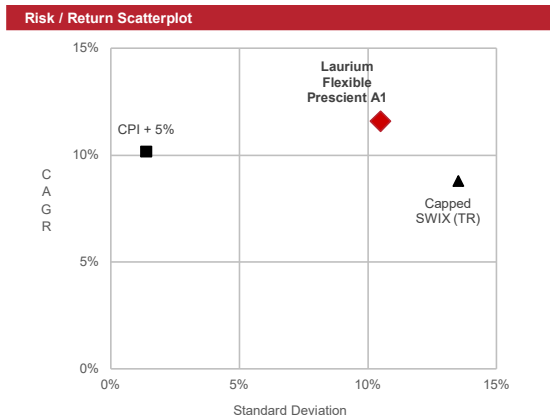 Risk / Return Scatterplot
15%
Laurium
Flexible
Prescient A1
CPI + 5%
10%
C
A
G
R
Capped
SWIX (TR)
5%
0%
0%
5%
10%
15%
Standard Deviation